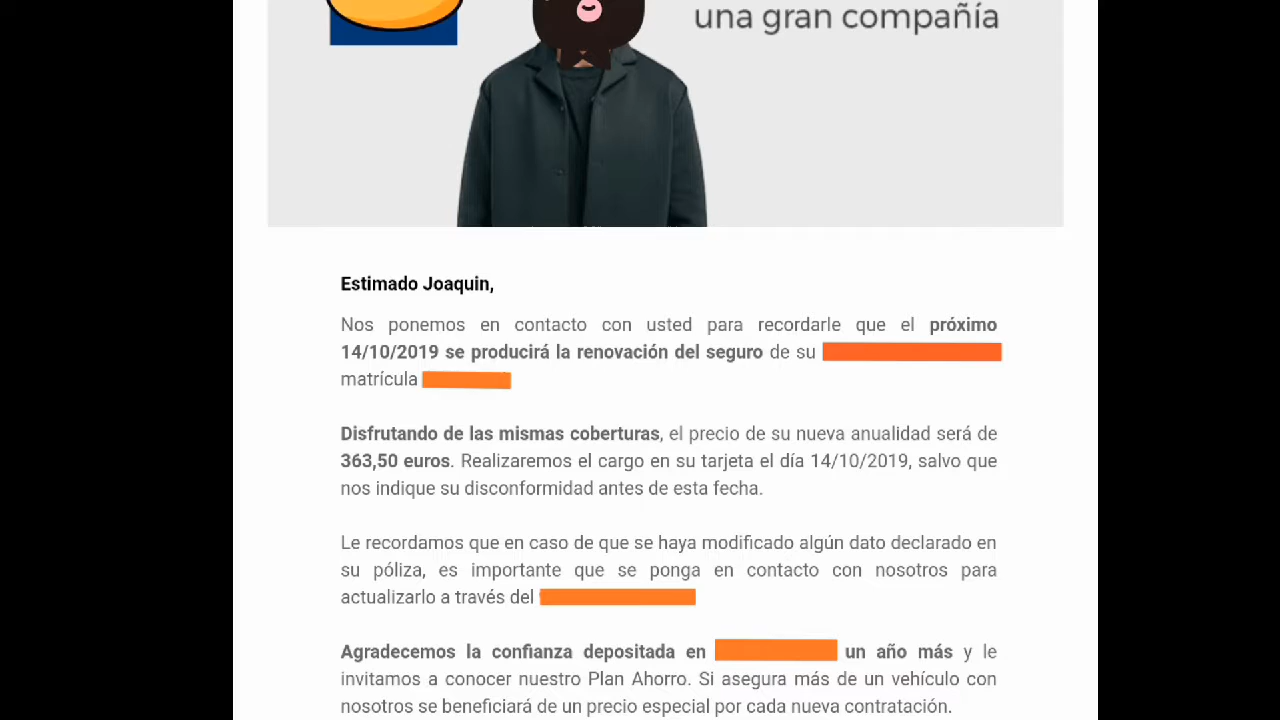 una gran compañía
Estimado Joaquin,
Nos ponemos en contacto con usted para recordarle que el próximo
14/10/2019 se producirá la renovación del seguro de su
matrícula
Disfrutando de las mismas coberturas, el precio de su nueva anualidad será de
363,50 euros. Realizaremos el cargo en su tarjeta el día 14/10/2019, salvo que
nos indique su disconformidad antes de esta fecha.
Le recordamos que en caso de que se haya modificado algún dato declarado en
su póliza, es importante que se ponga en contacto con nosotros para
actualizarlo a través del
Agradecemos la confianza depositada en un año más y le
invitamos a conocer nuestro Plan Ahorro. Si asegura más de un vehículo con
nosotros se beneficiará de un precio especial por cada nueva contratación.